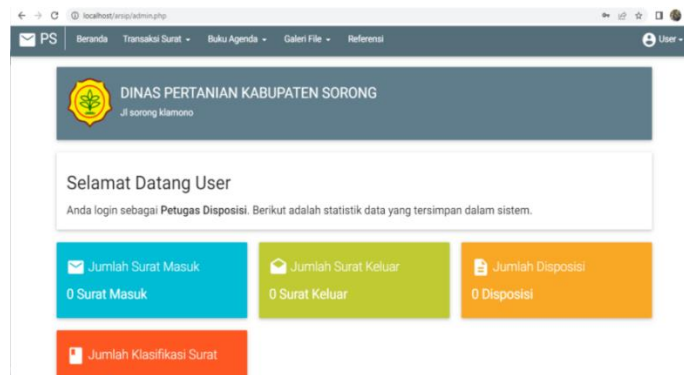 localhost/arsip/admin.php
PS Beranda Transaksi Surat Buku Agenda Galeri File Referensi User
DINAS PERTANIAN KABUPATEN SORONG
Jl sorong klamono
Selamat Datang User
Anda login sebagai Petugas Disposisi. Berikut adalah statistik data yang tersimpan dalam sistem.
Jumlah Surat Masuk
0 Surat Masuk
Jumlah Surat Keluar
0 Surat Keluar
Jumlah Disposisi
0 Disposisi
Jumlah Klasifikasi Surat